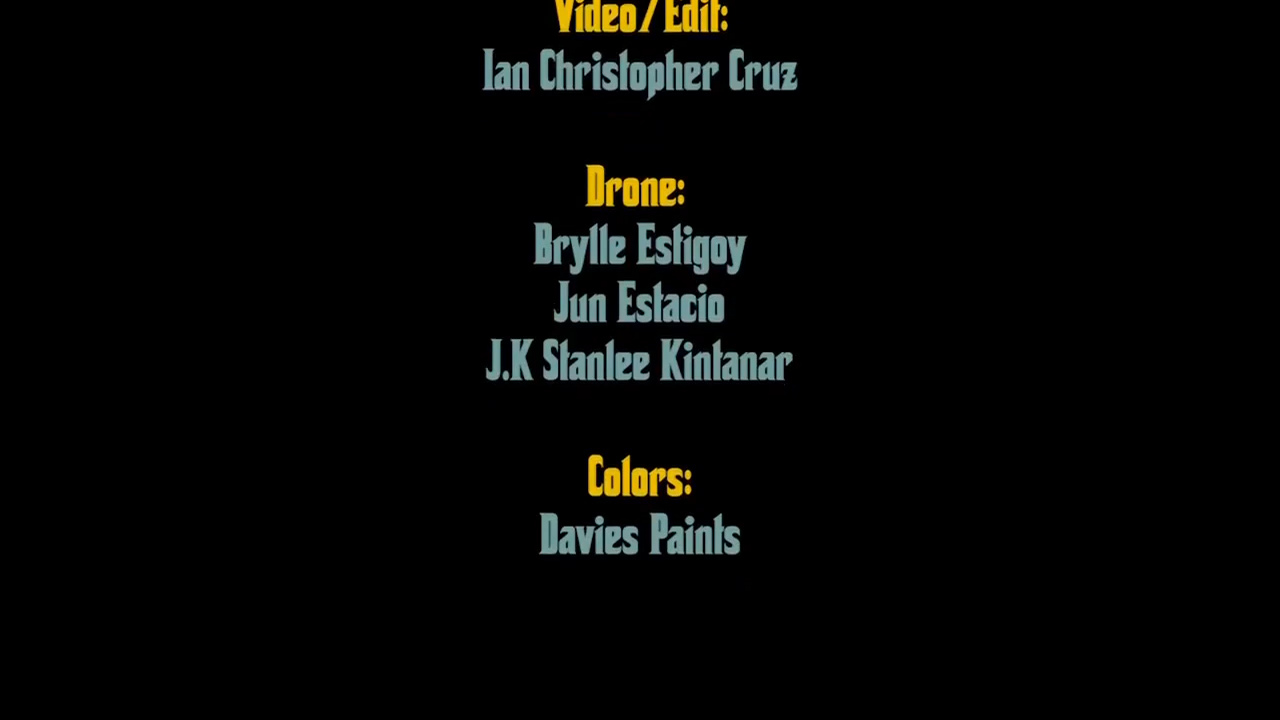 Video/Edit:
Ian Christopher Cruz
Drone:
Brylle Estigoy
Jun Estacio
J.K Stanlee Kintanar
Colors:
Davies Paints